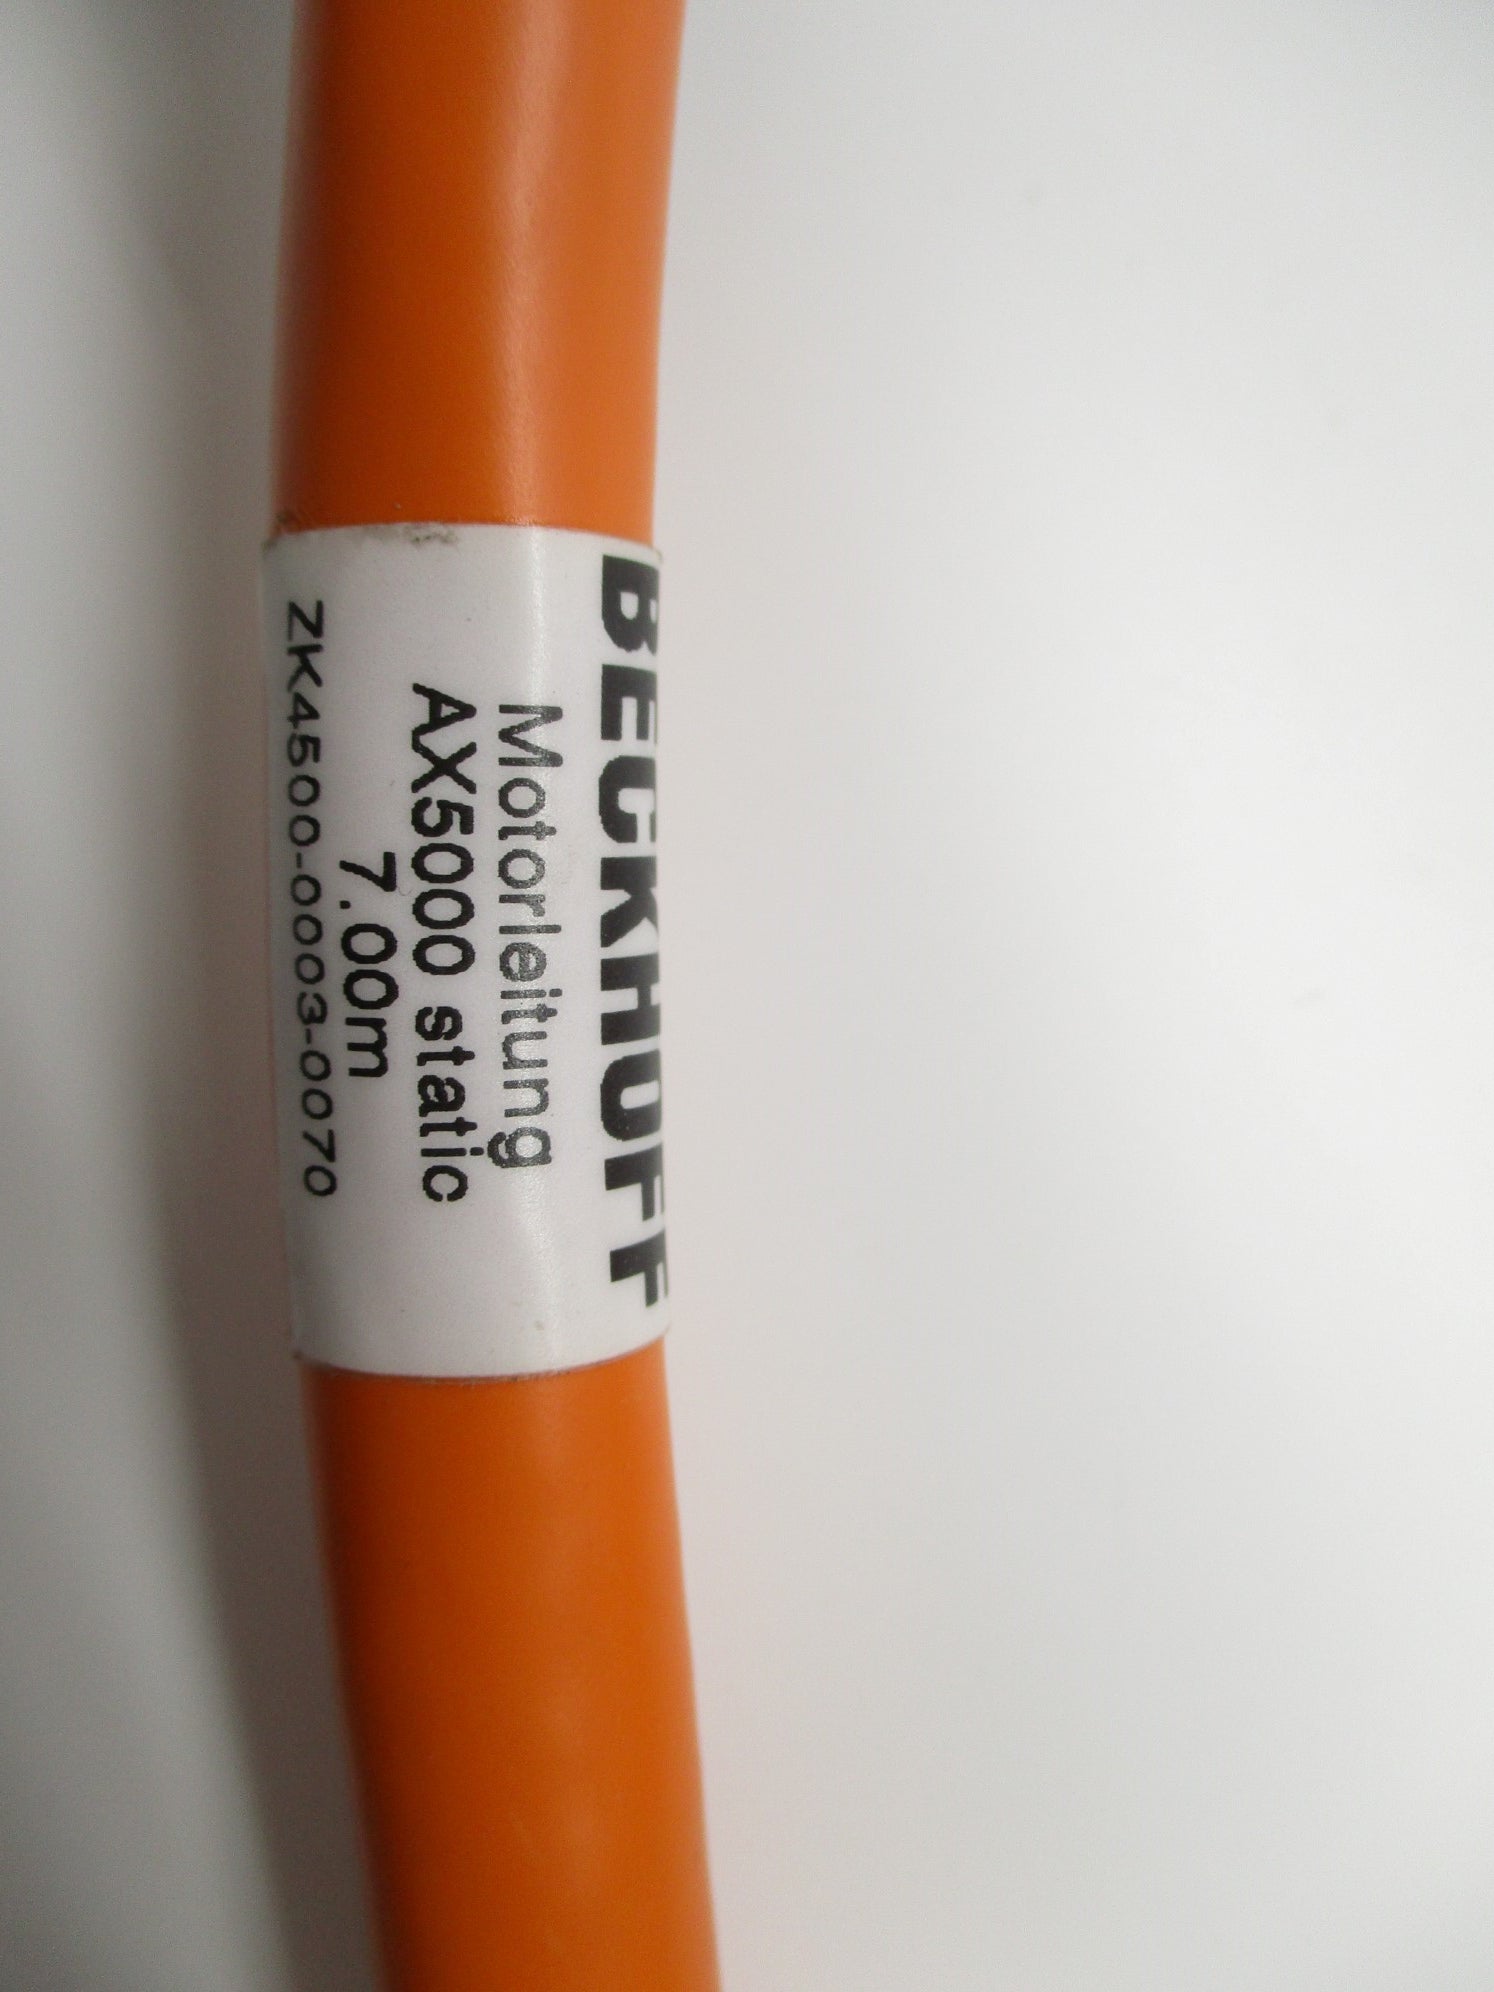 BECKHOFF
Motorleitung
AX5000 static
7.00m
ZK4500-0003-0070